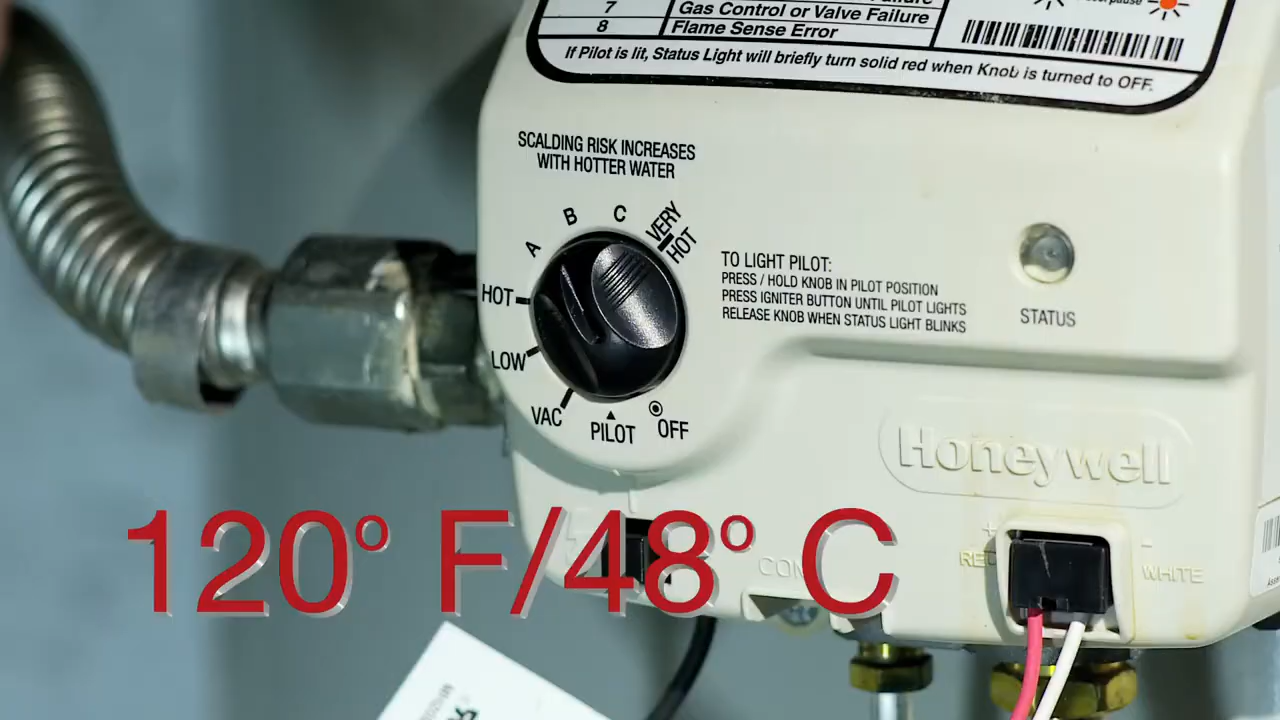 7 Gas Control or Valve Failure
8 Flame Sense Error
If Pilot is lit, Status Light will briefly turn solid red when Knob is turned to OFF.
SCALDING RISK INCREASES
WITH HOTTER WATER
A
B
C
VERY
HOT
HOT
LOW
VAC
PILOT
OFF
TO LIGHT PILOT:
PRESS / HOLD KNOB IN PILOT POSITION
PRESS IGNITER BUTTON UNTIL PILOT LIGHTS
RELEASE KNOB WHEN STATUS LIGHT BLINKS
STATUS
Honeywell
120º F/48º C
+
-
WHITE